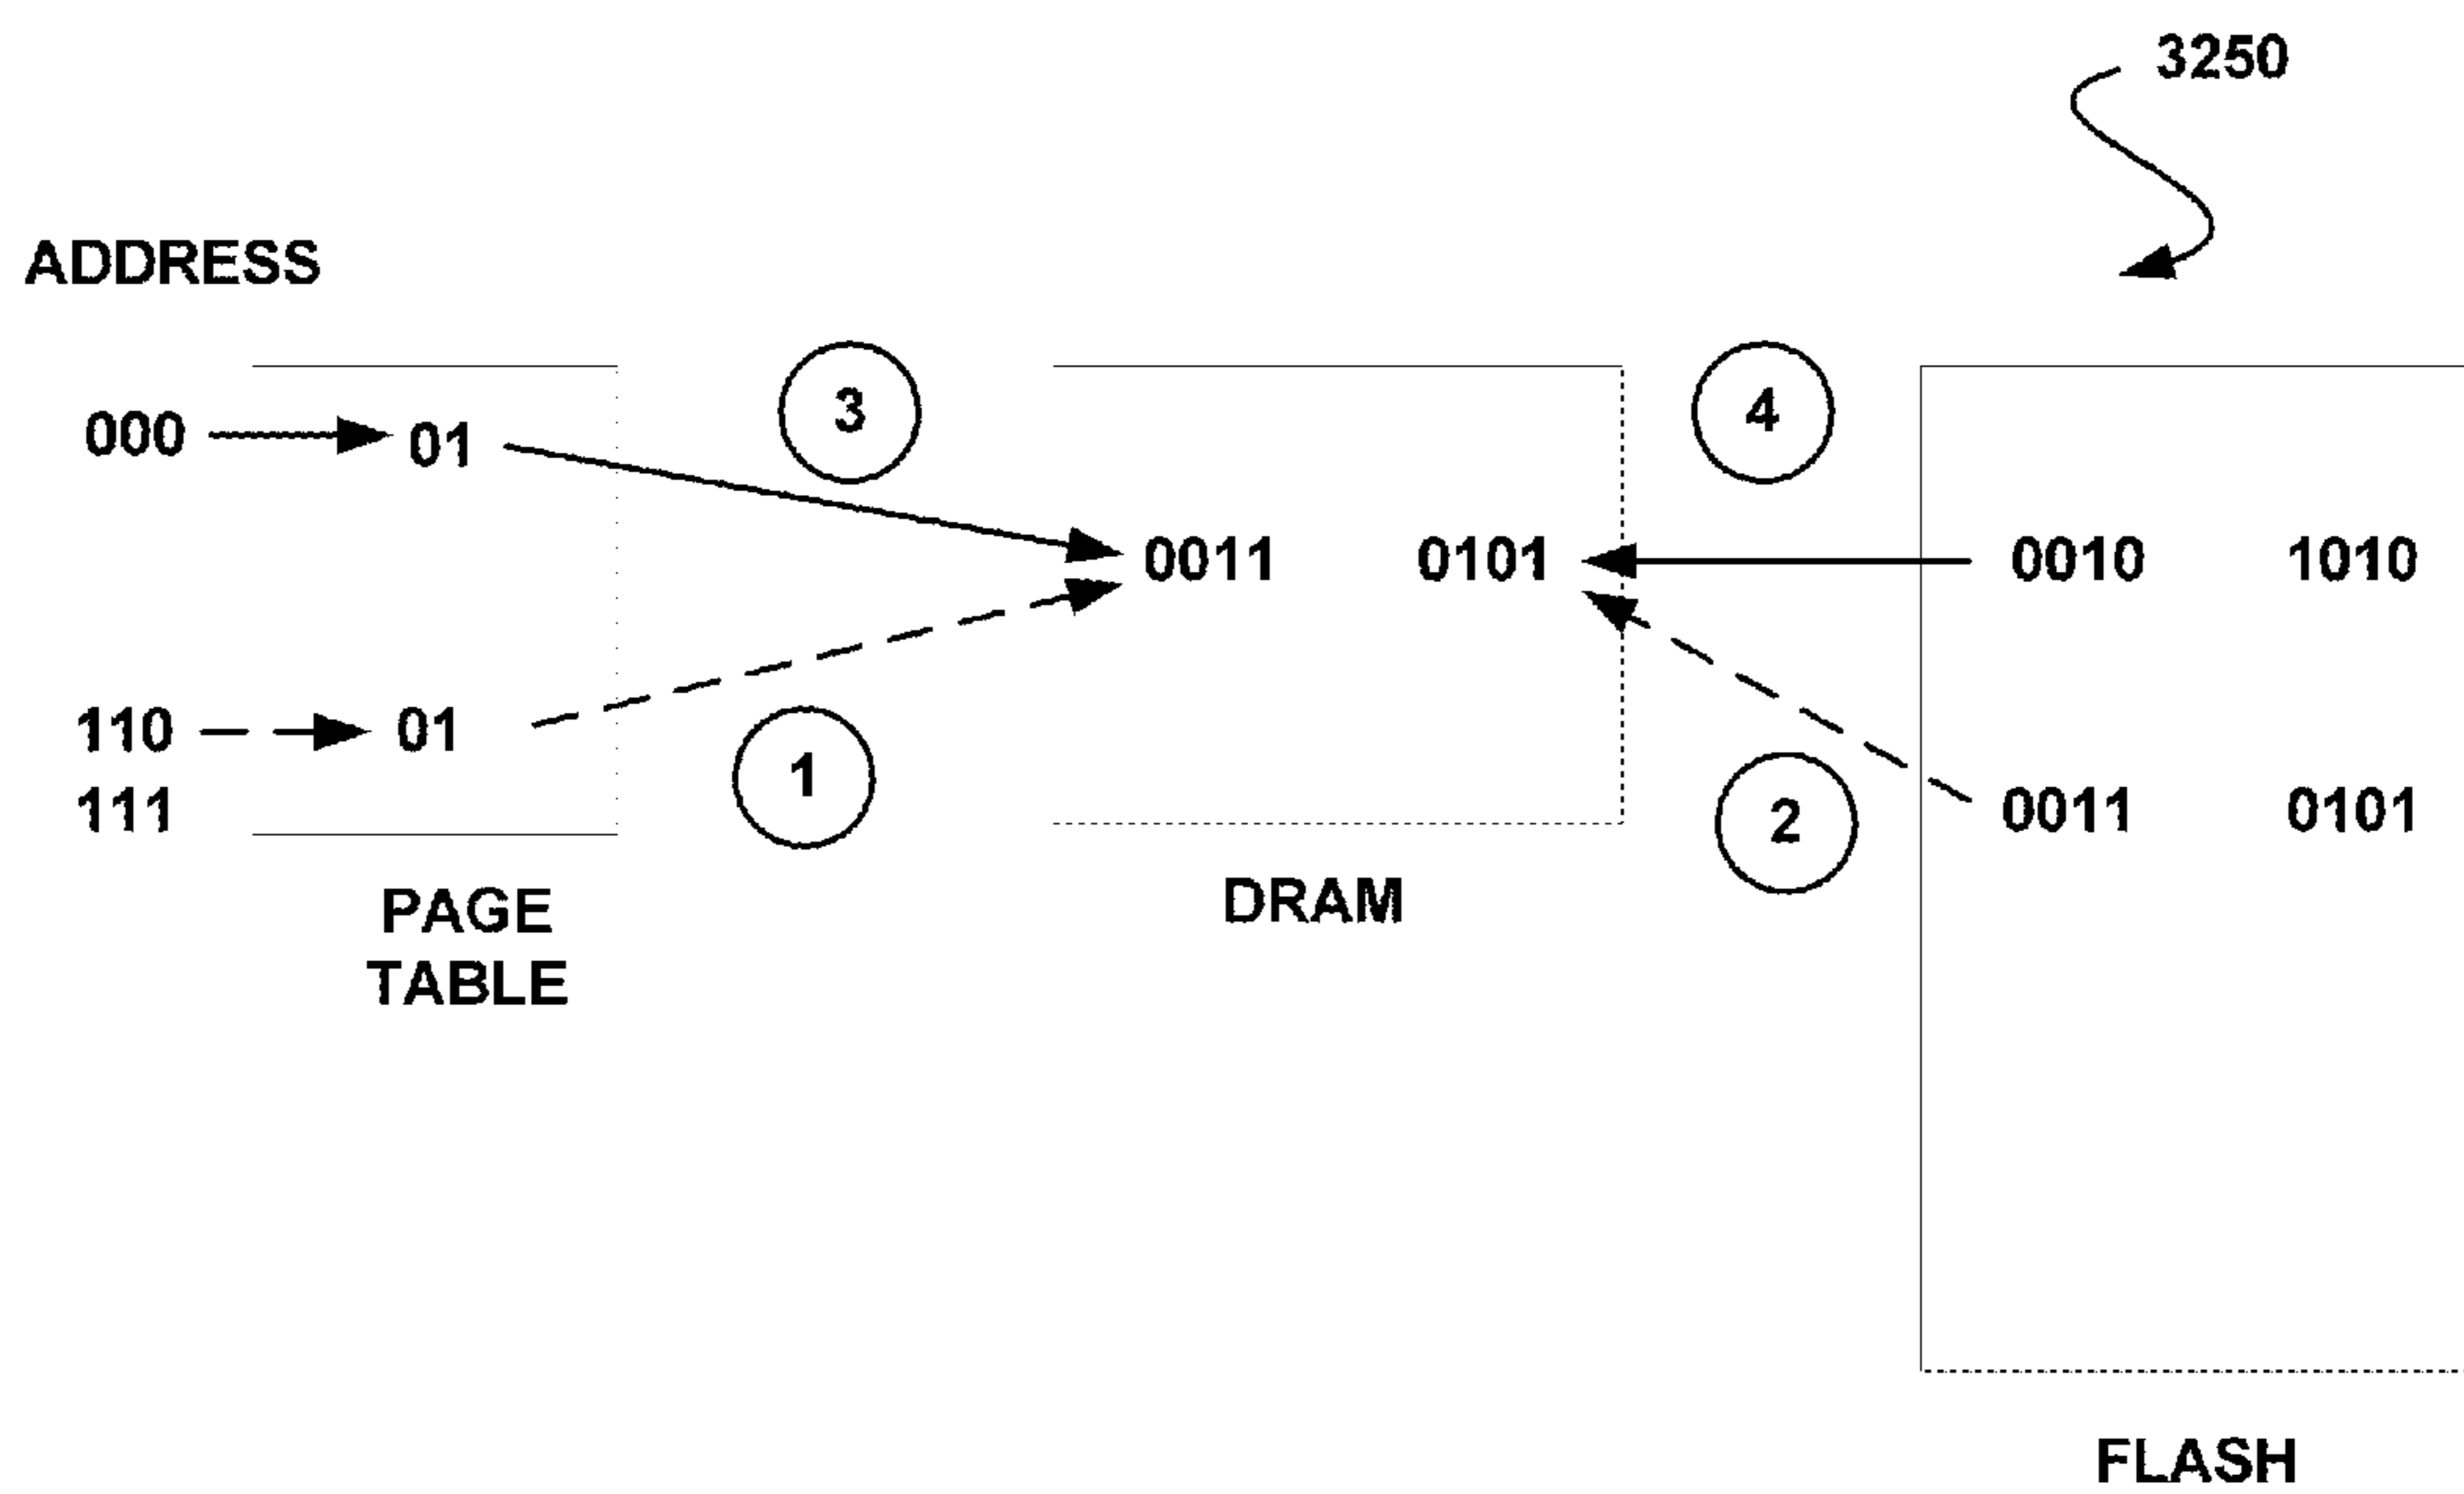 3250
ADDRESS
3 4
000 01
0011 0101 0010 1010
110 01
1
111 2 0011 0101
PAGE
TABLE
DRAM
FLASH